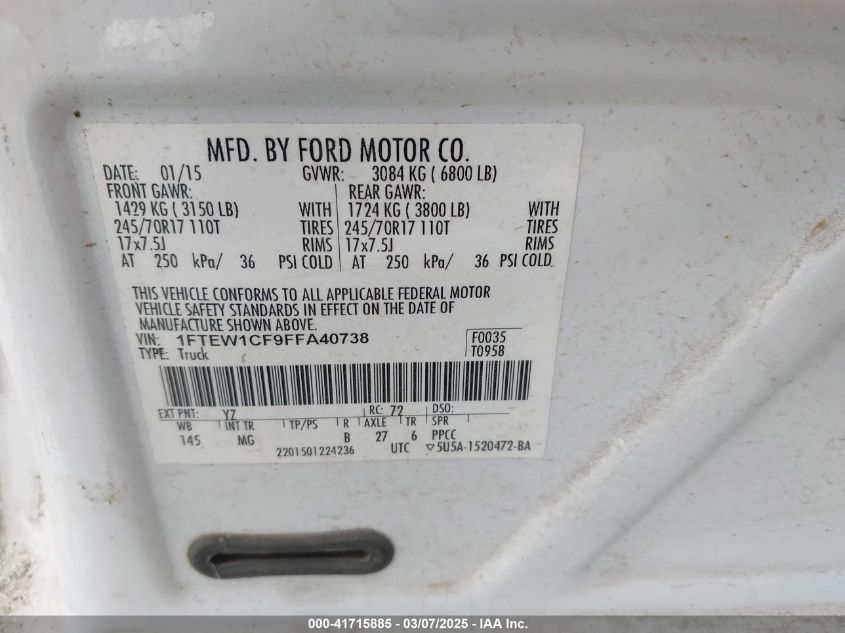 MFD. BY FORD MOTOR CO.
DATE: 01/15 GVWR: 3084 KG ( 6800 LB)
FRONT GAWR: REAR GAWR:
1429 KG ( 3150 LB) WITH 1724 KG ( 3800 LB) WITH
245/70R17 110T TIRES 245/70R17 110T TIRES
17x7.5J RIMS 17x7.5J RIMS
AT 250 kPa/ 36 PSI COLD AT 250 kPa/ 36 PSI COLD
THIS VEHICLE CONFORMS TO ALL APPLICABLE FEDERAL MOTOR
VEHICLE SAFETY STANDARDS IN EFFECT ON THE DATE OF
MANUFACTURE SHOWN ABOVE.
VIN: 1FTEW1CF9FFA40738 F0035
TYPE: Truck T0958
EXT PNT: YZ RC: 72 DSO:
WB INT TR TP/PS R AXLE TR SPR
145 MG B 27 6 PPCC
2201501224236 UTC ▽5U5A-1520472-BA
000-41715885 - 03/07/2025 - IAA Inc.